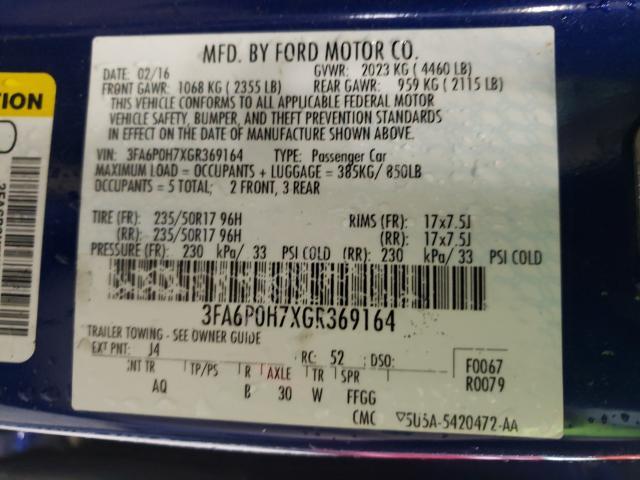 MFD. BY FORD MOTOR CO.
DATE: 02/16 GVWR: 2023 KG ( 4460 LB)
FRONT GAWR: 1068 KG ( 2355 LB) REAR GAWR: 959 KG ( 2115 LB)
THIS VEHICLE CONFORMS TO ALL APPLICABLE FEDERAL MOTOR
VEHICLE SAFETY, BUMPER, AND THEFT PREVENTION STANDARDS
IN EFFECT ON THE DATE OF MANUFACTURE SHOWN ABOVE.
VIN: 3FA6P0H7XGR369164 TYPE: Passenger Car
MAXIMUM LOAD = OCCUPANTS + LUGGAGE = 385KG/ 850LB
OCCUPANTS = 5 TOTAL; 2 FRONT, 3 REAR
TIRE (FR): 235/50R17 96H RIMS (FR): 17x7.5J
(RR): 235/50R17 96H (RR): 17x7.5J
PRESSURE (FR): 230 kPa/ 33 PSI COLD (RR): 230 kPa/ 33 PSI COLD
3FA6P0H7XGR369164
TRAILER TOWING - SEE OWNER GUIDE
EXT PNT: J4 RC: 52 DSO: F0067
INT TR TP/PS R AXLE TR SPR R0079
AQ B 30 W FFGG
CMC 5U5A-5420472-AA